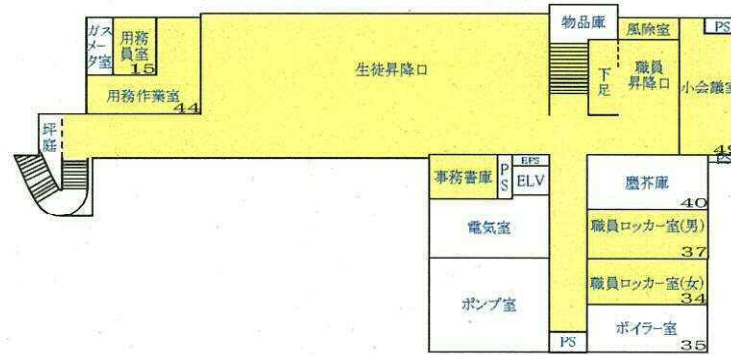 ガス
メータ室
用務
員室
15
用務作業室
44
生徒昇降口
物品庫
風除室
PS
下足
職員
昇降口
小会議室
坪庭
事務書庫
PS
EPS
ELV
塵芥庫
40
電気室
職員ロッカー室(男)
37
職員ロッカー室(女)
34
ポンプ室
ボイラー室
35
PS